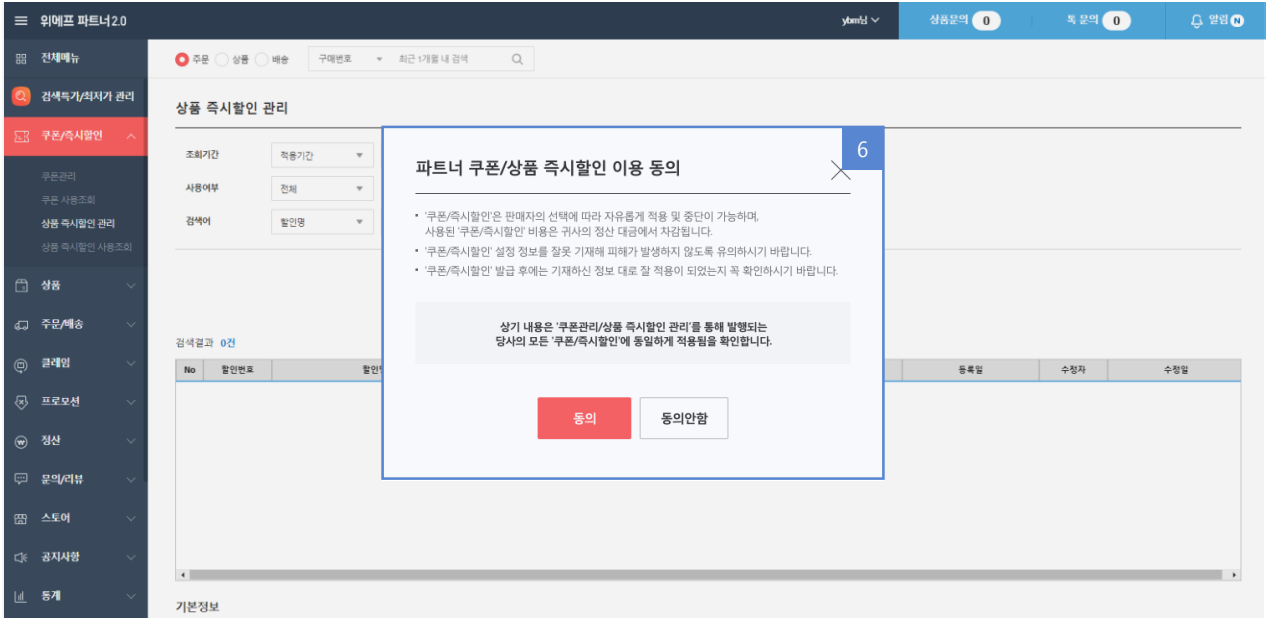 위메프 파트너 2.0
ybm님
상품문의 0
톡 문의 0
알림 N
전체메뉴
주문 상품 배송 구매번호 최근 1개월 내 검색
검색특가/최저가 관리
상품 즉시할인 관리
쿠폰/즉시할인
쿠폰관리
쿠폰 사용조회
상품 즉시할인 관리
상품 즉시할인 사용조회
상품
주문/배송
클레임
프로모션
정산
문의/리뷰
스토어
공지사항
통계
조회기간 적용기간
사용여부 전체
검색어 할인명
6
파트너 쿠폰/상품 즉시할인 이용 동의
• '쿠폰/즉시할인'은 판매자의 선택에 따라 자유롭게 적용 및 중단이 가능하며,
사용된 '쿠폰/즉시할인' 비용은 귀사의 정산 대금에서 차감됩니다.
• '쿠폰/즉시할인' 설정 정보를 잘못 기재해 피해가 발생하지 않도록 유의하시기 바랍니다.
• '쿠폰/즉시할인' 발급 후에는 기재하신 정보 대로 잘 적용이 되었는지 꼭 확인하시기 바랍니다.
상기 내용은 '쿠폰관리/상품 즉시할인 관리'를 통해 발행되는
당사의 모든 '쿠폰/즉시할인'에 동일하게 적용됨을 확인합니다.
동의 동의안함
검색결과 0건
No 할인번호 등록일 수정자 수정일
기본정보